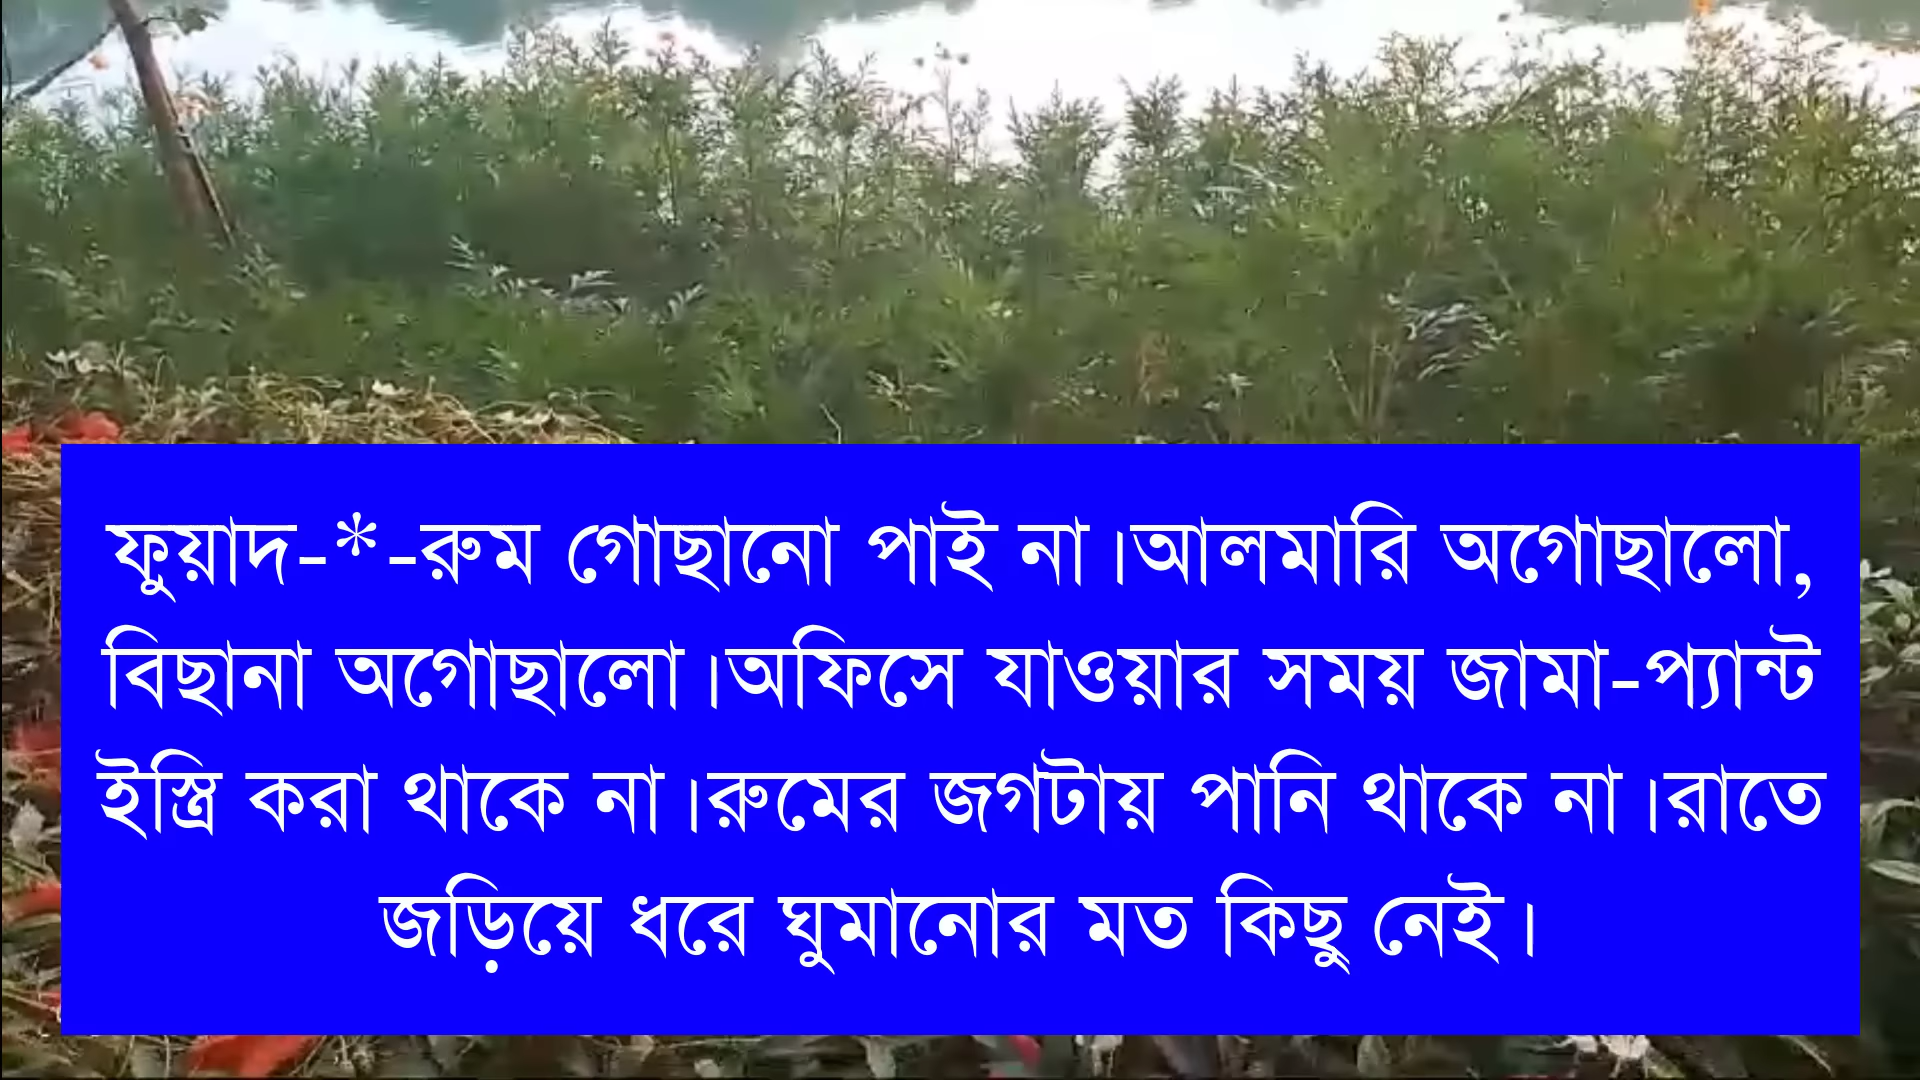 ফুয়াদ-*-রুম গোছানো পাই না।আলমারি অগোছালো,
বিছানা অগোছালো।অফিসে যাওয়ার সময় জামা-প্যান্ট
ইস্ত্রি করা থাকে না।রুমের জগটায় পানি থাকে না।রাতে
জড়িয়ে ধরে ঘুমানোর মত কিছু নেই।